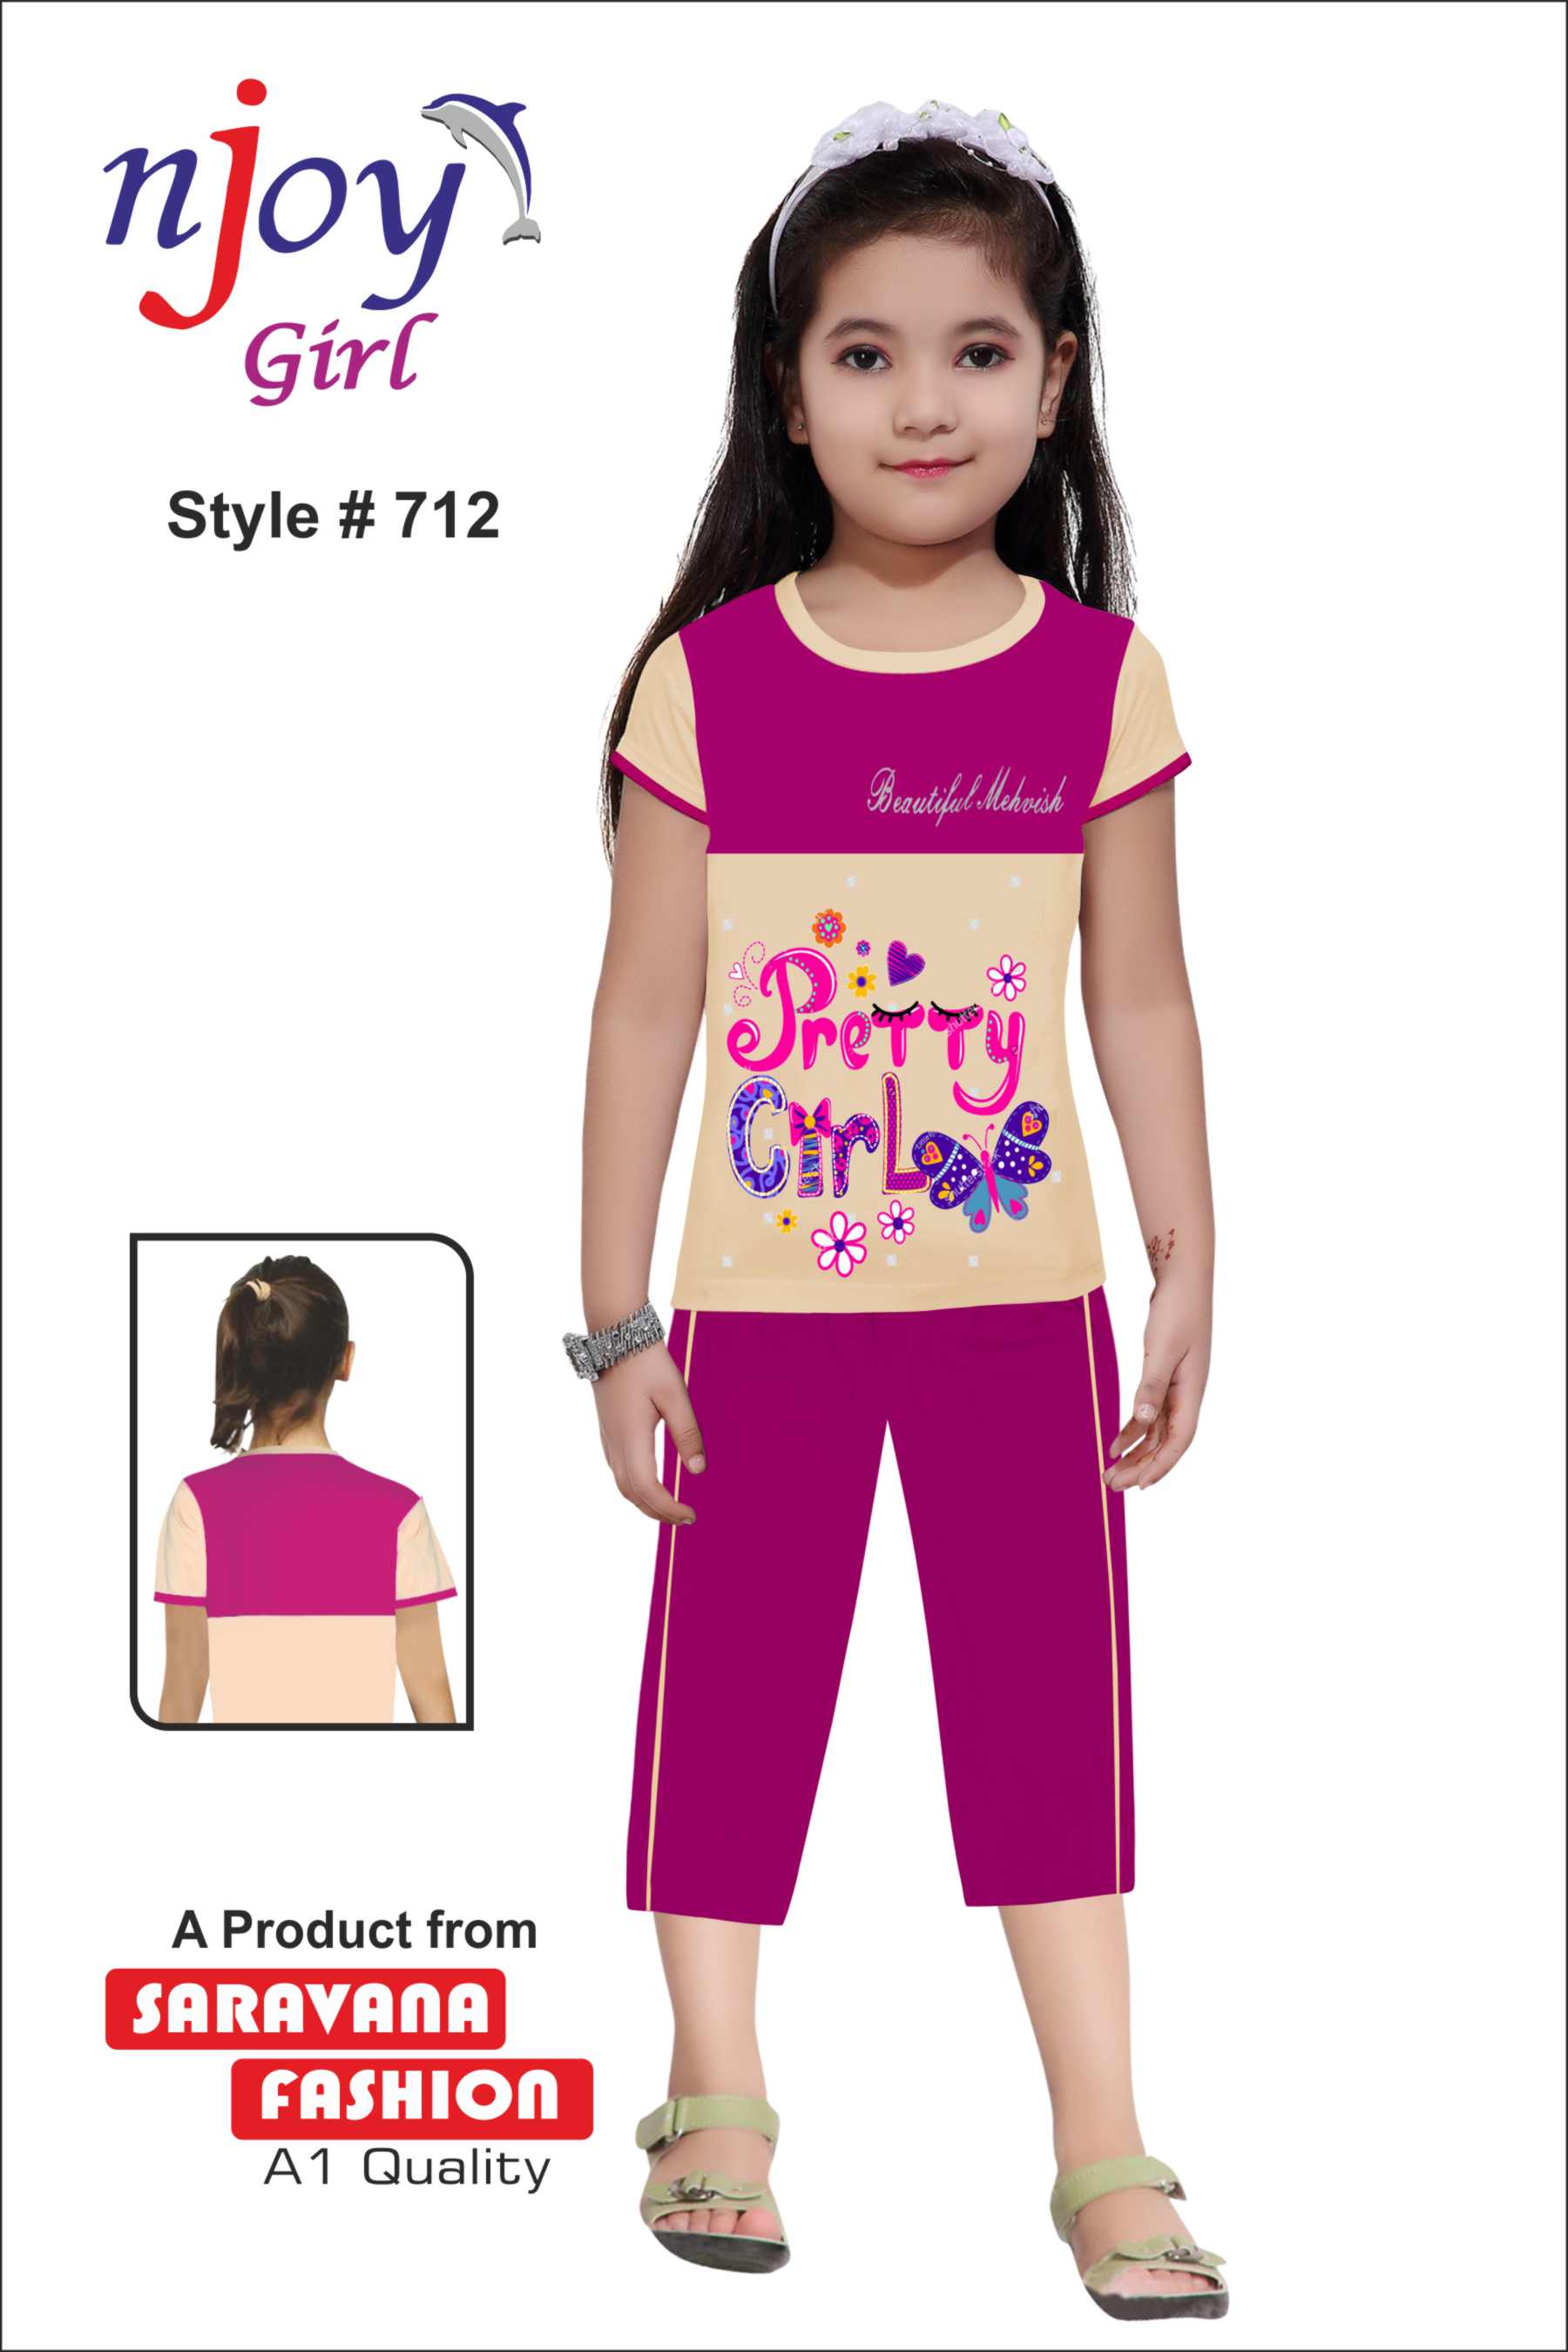 njoy
Girl
Style # 712
Beautiful Mehvish
PreTTy
GirL
A Product from
SARAVANA
FASHION
A1 Quality